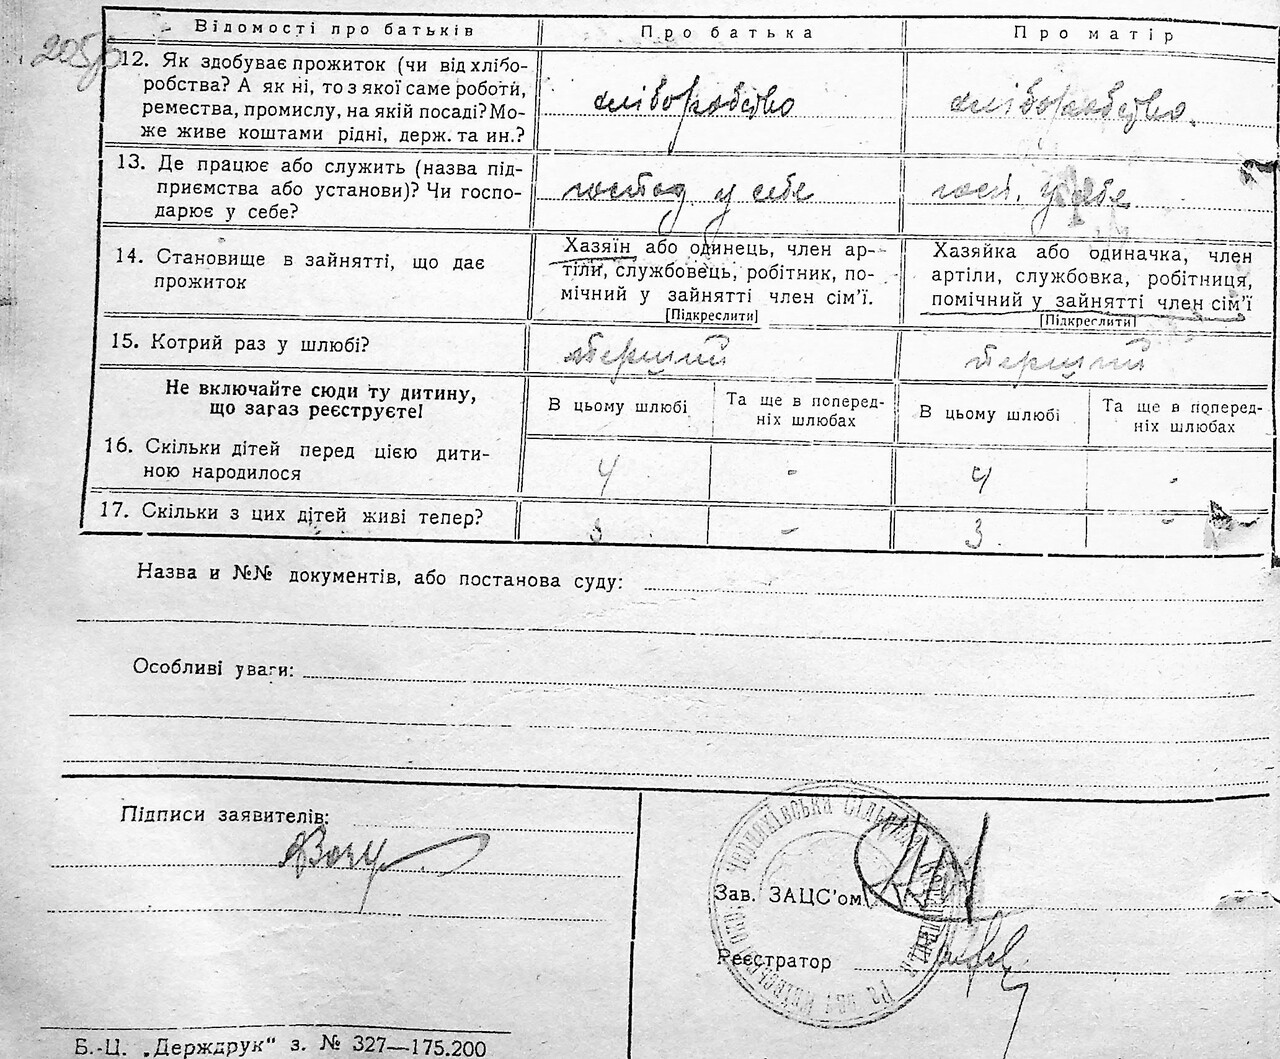 205зв
Відомості про батьків
Про батька
Про матір
12. Як здобуває прожиток (чи від хлібо-
робства? А як ні, то з якої саме роботи,
ремества, промислу, на якій посаді? Мо-
же живе коштами рідні, держ. та ин.?
хліборобство
хліборобство.
13. Де працює або служить (назва під-
приємства або установи)? Чи госпо-
дарює у себе?
господ у себе
госп. у себе
14. Становище в зайнятті, що дає
прожиток
Хазяїн або одинець, член ар-
тіли, службовець, робітник, по-
мічний у зайнятті член сім'ї.
[Підкреслити]
Хазяйка або одиначка, член
артіли, службовка, робітниця,
помічний у зайнятті член сім'ї
[Підкреслити]
15. Котрий раз у шлюбі?
перший
перший
Не включайте сюди ту дитину,
що загаз реєструєте!
В цьому шлюбі
Та ще в поперед-
ніх шлюбах
В цьому шлюбі
Та ще в поперед-
ніх шлюбах
16. Скільки дітей перед цією дити-
ною народилося
4 - 4 -
17. Скільки з цих дітей живі тепер?
3 - 3 -
Назва и №№ документів, або постанова суду:
Особливі уваги:
Підписи заявителів:
Зав. ЗАЦС'ом
Реєстратор
Б.-Ц. „Держдрук" з. № 327—175.200